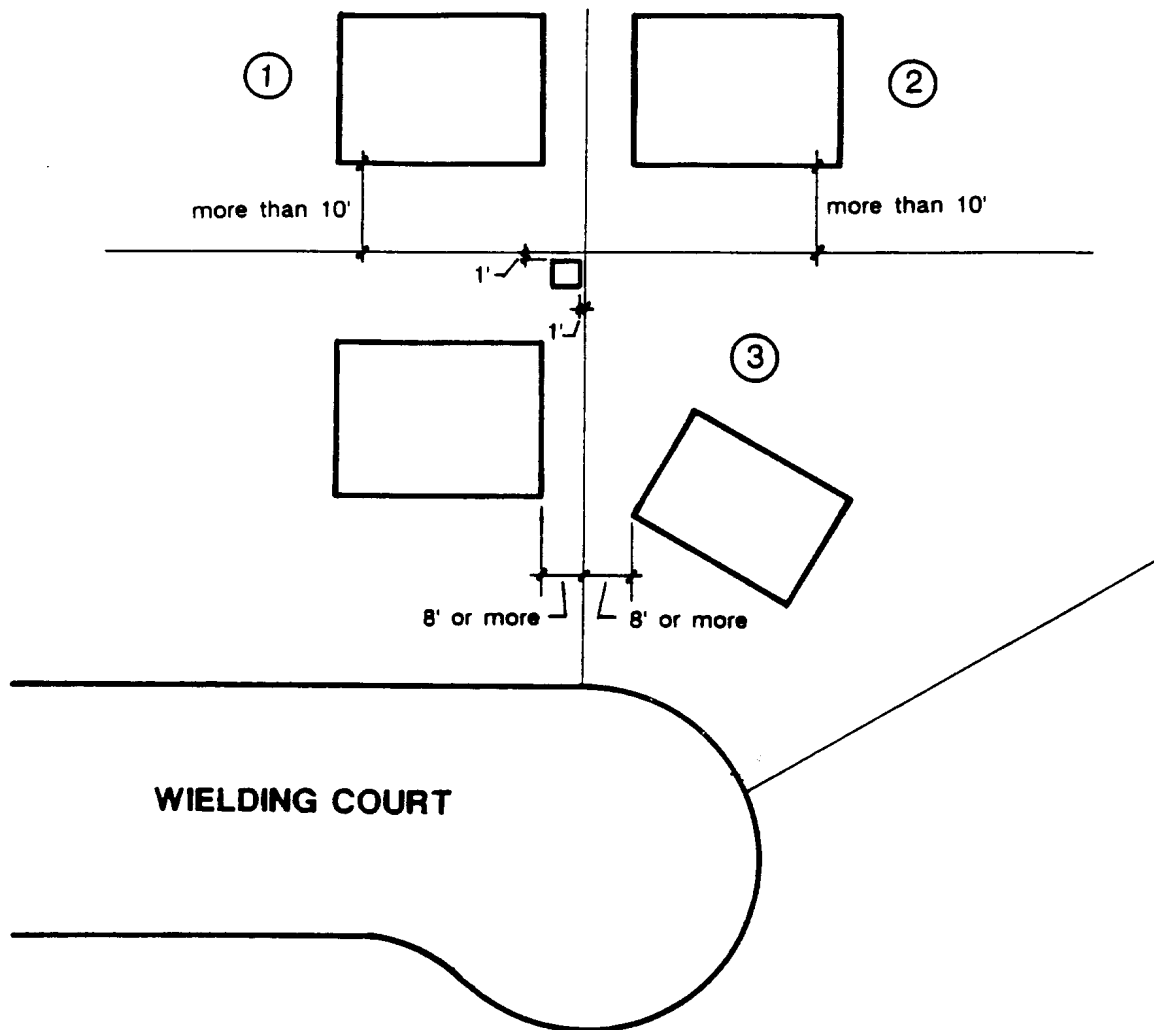 1
2
more than 10'
more than 10'
1'
1'
3
8' or more
8' or more
WIELDING COURT